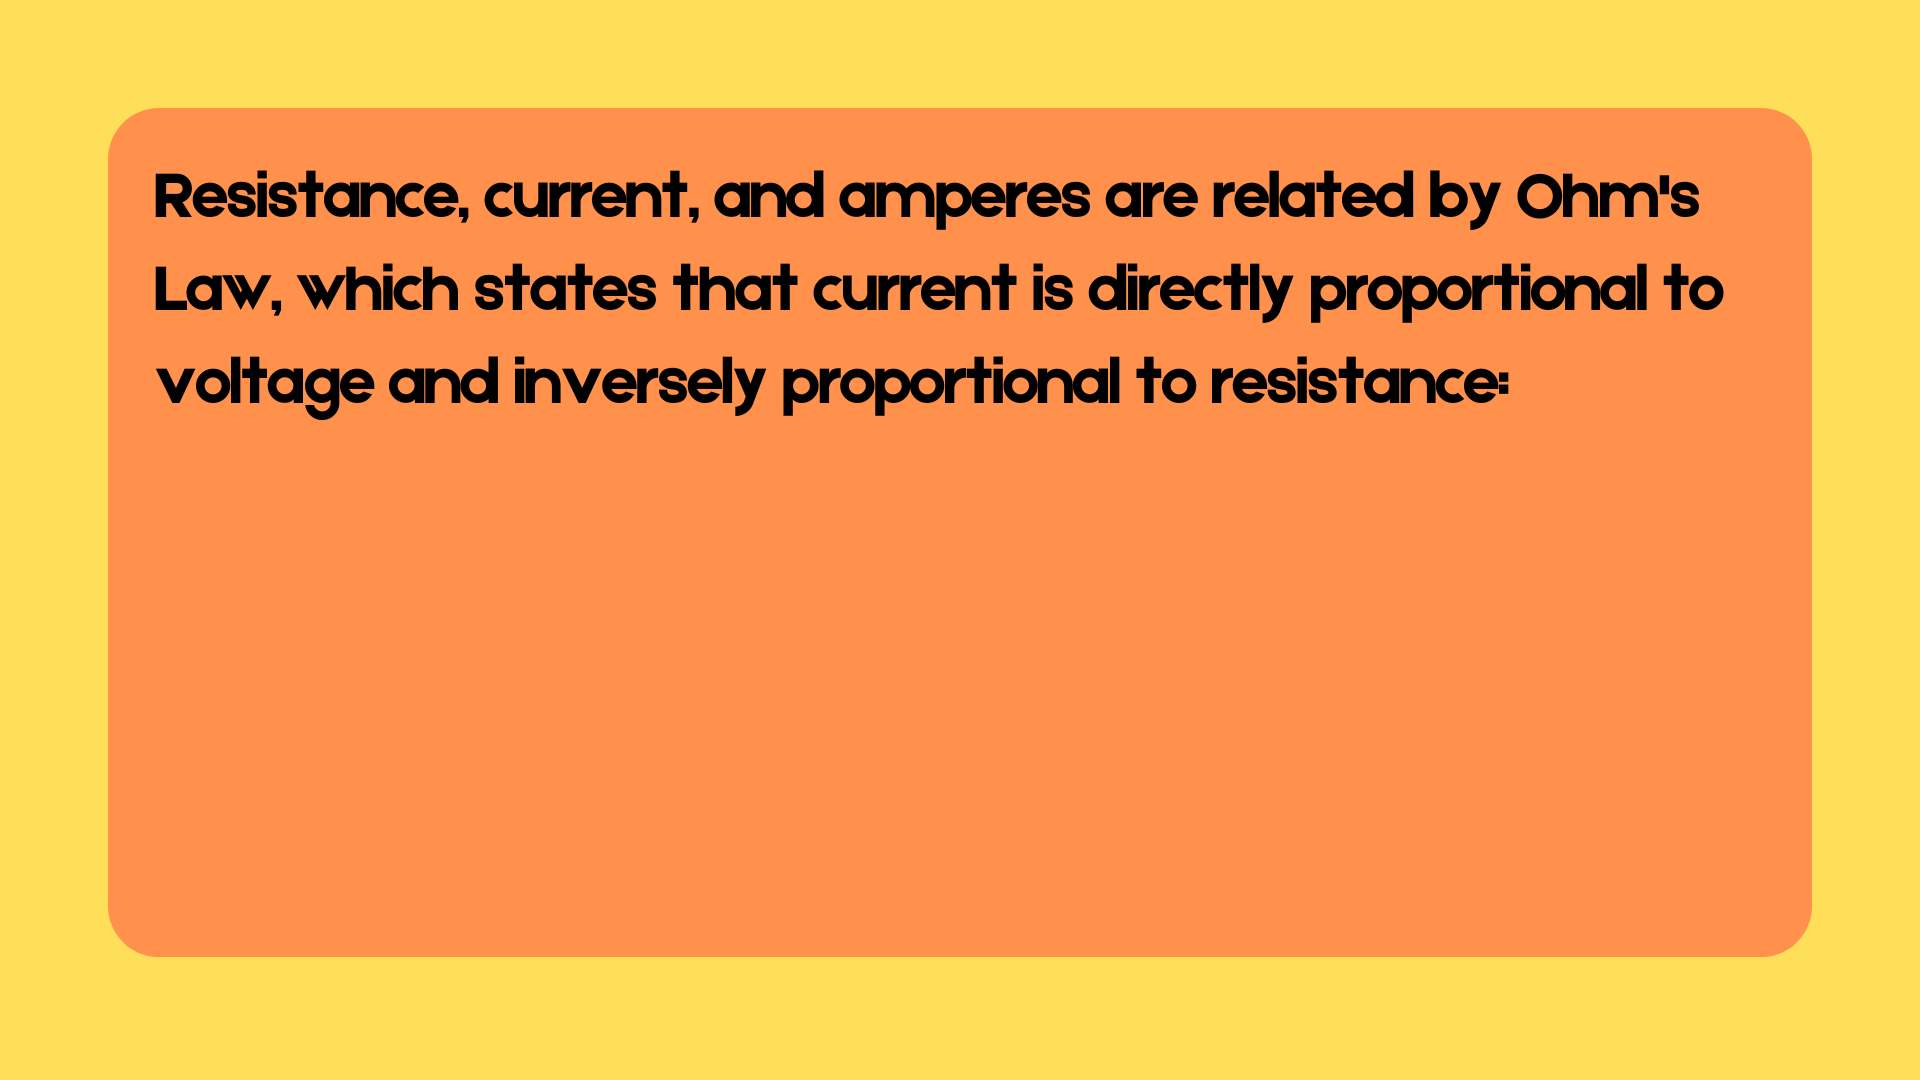 Resistance, current, and amperes are related by Ohm's
Law, which states that current is directly proportional to
voltage and inversely proportional to resistance: